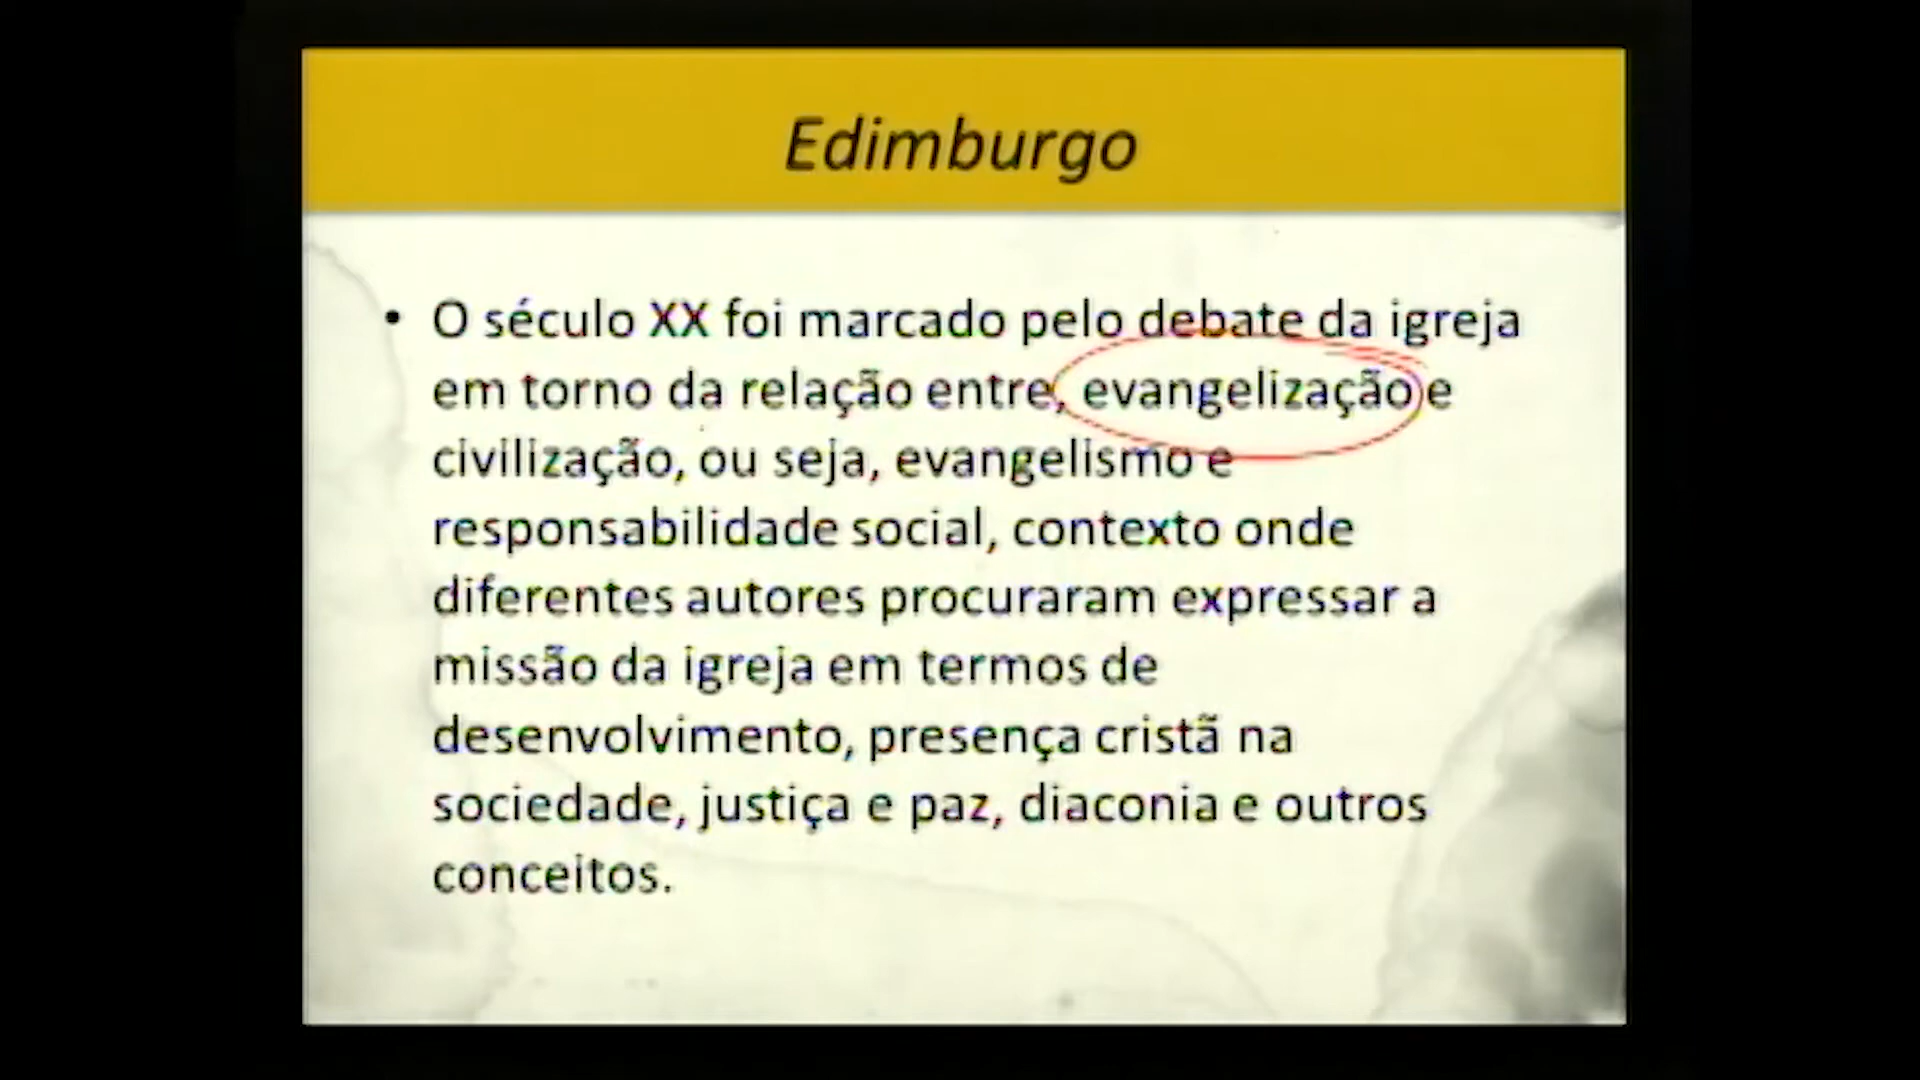 Edimburgo
• O século XX foi marcado pelo debate da igreja
em torno da relação entre, evangelização e
civilização, ou seja, evangelismo e
responsabilidade social, contexto onde
diferentes autores procuraram expressar a
missão da igreja em termos de
desenvolvimento, presença cristã na
sociedade, justiça e paz, diaconia e outros
conceitos.